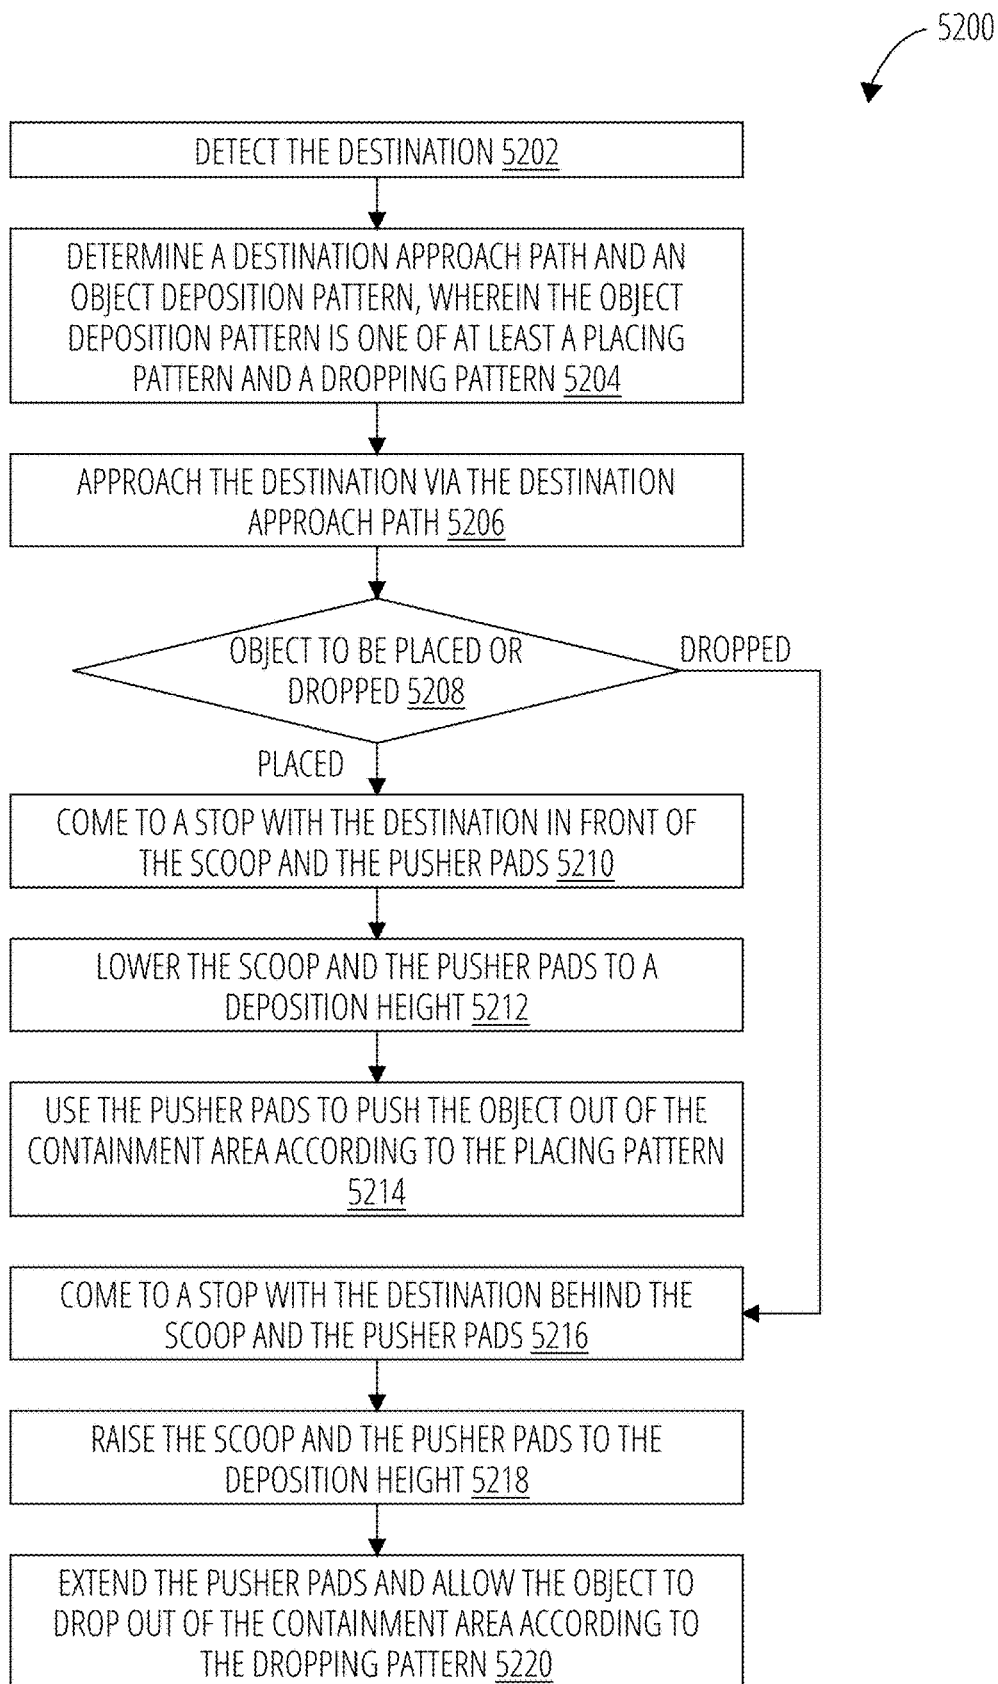 5200
DETECT THE DESTINATION 5202
DETERMINE A DESTINATION APPROACH PATH AND AN
OBJECT DEPOSITION PATTERN, WHEREIN THE OBJECT
DEPOSITION PATTERN IS ONE OF AT LEAST A PLACING
PATTERN AND A DROPPING PATTERN 5204
APPROACH THE DESTINATION VIA THE DESTINATION
APPROACH PATH 5206
OBJECT TO BE PLACED OR
DROPPED 5208
DROPPED
PLACED
COME TO A STOP WITH THE DESTINATION IN FRONT OF
THE SCOOP AND THE PUSHER PADS 5210
LOWER THE SCOOP AND THE PUSHER PADS TO A
DEPOSITION HEIGHT 5212
USE THE PUSHER PADS TO PUSH THE OBJECT OUT OF THE
CONTAINMENT AREA ACCORDING TO THE PLACING PATTERN
5214
COME TO A STOP WITH THE DESTINATION BEHIND THE
SCOOP AND THE PUSHER PADS 5216
RAISE THE SCOOP AND THE PUSHER PADS TO THE
DEPOSITION HEIGHT 5218
EXTEND THE PUSHER PADS AND ALLOW THE OBJECT TO
DROP OUT OF THE CONTAINMENT AREA ACCORDING TO
THE DROPPING PATTERN 5220